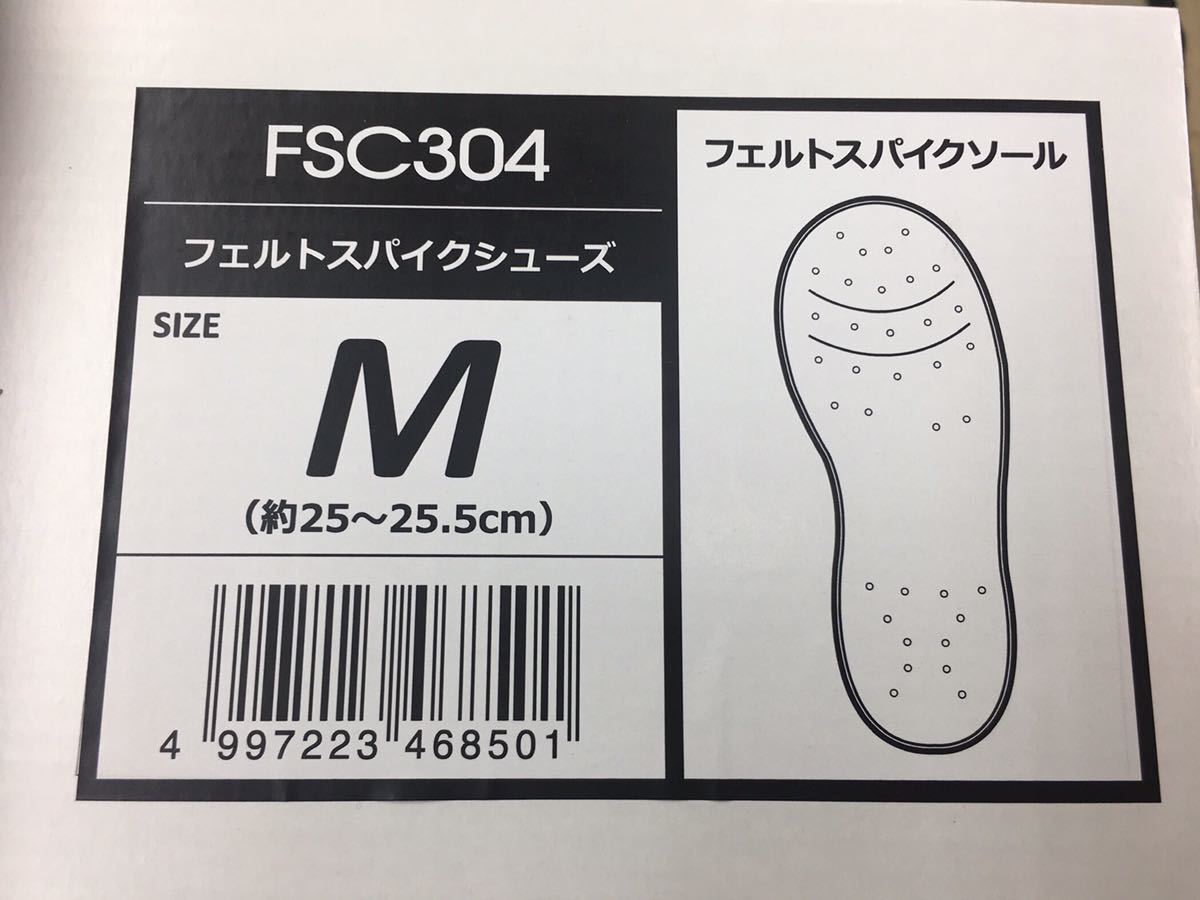 FSC304
フェルトスパイクシューズ
SIZE
M
（約25～25.5cm）
4 997223 468501
フェルトスパイクソール